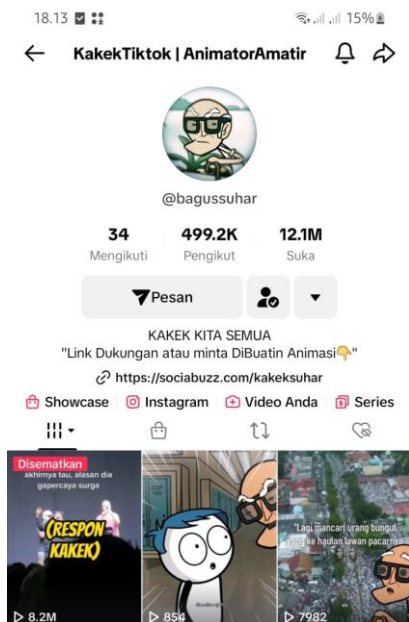 18.13
15%
KakekTiktok | AnimatorAmatir
@bagussuhar
34 499.2K 12.1M
Mengikuti Pengikut Suka
Pesan
KAKEK KITA SEMUA
"Link Dukungan atau minta DiBuatin Animasi👇"
https://sociabuzz.com/kakeksuhar
Showcase Instagram Video Anda Series
Disematkan
akhirnya tau, alasan dia
gapercaya surga
(RESPON
KAKEK)
8.2M
854
Lagi mancari urang bungul
yang ke haulan lawan pacarnya
7982